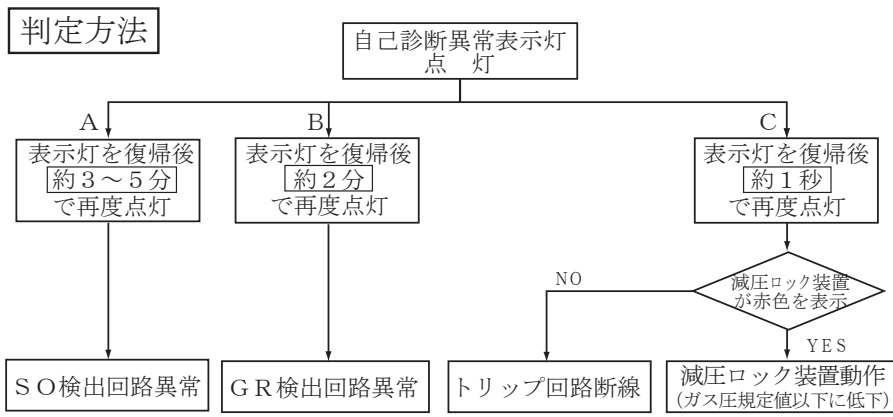 判定方法
自己診断異常表示灯
点　灯
A
B
C
表示灯を復帰後
約３～５分
で再度点灯
表示灯を復帰後
約２分
で再度点灯
表示灯を復帰後
約１秒
で再度点灯
減圧ロック装置
が赤色を表示
NO
YES
ＳＯ検出回路異常
ＧＲ検出回路異常
トリップ回路断線
減圧ロック装置動作
(ガス圧規定値以下に低下)